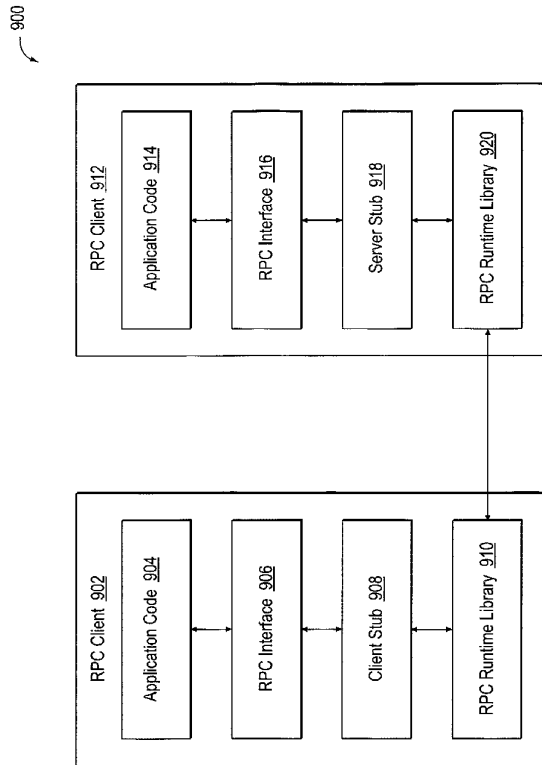 900
RPC Client 902
Application Code 904
RPC Interface 906
Client Stub 908
RPC Runtime Library 910
RPC Client 912
Application Code 914
RPC Interface 916
Server Stub 918
RPC Runtime Library 920